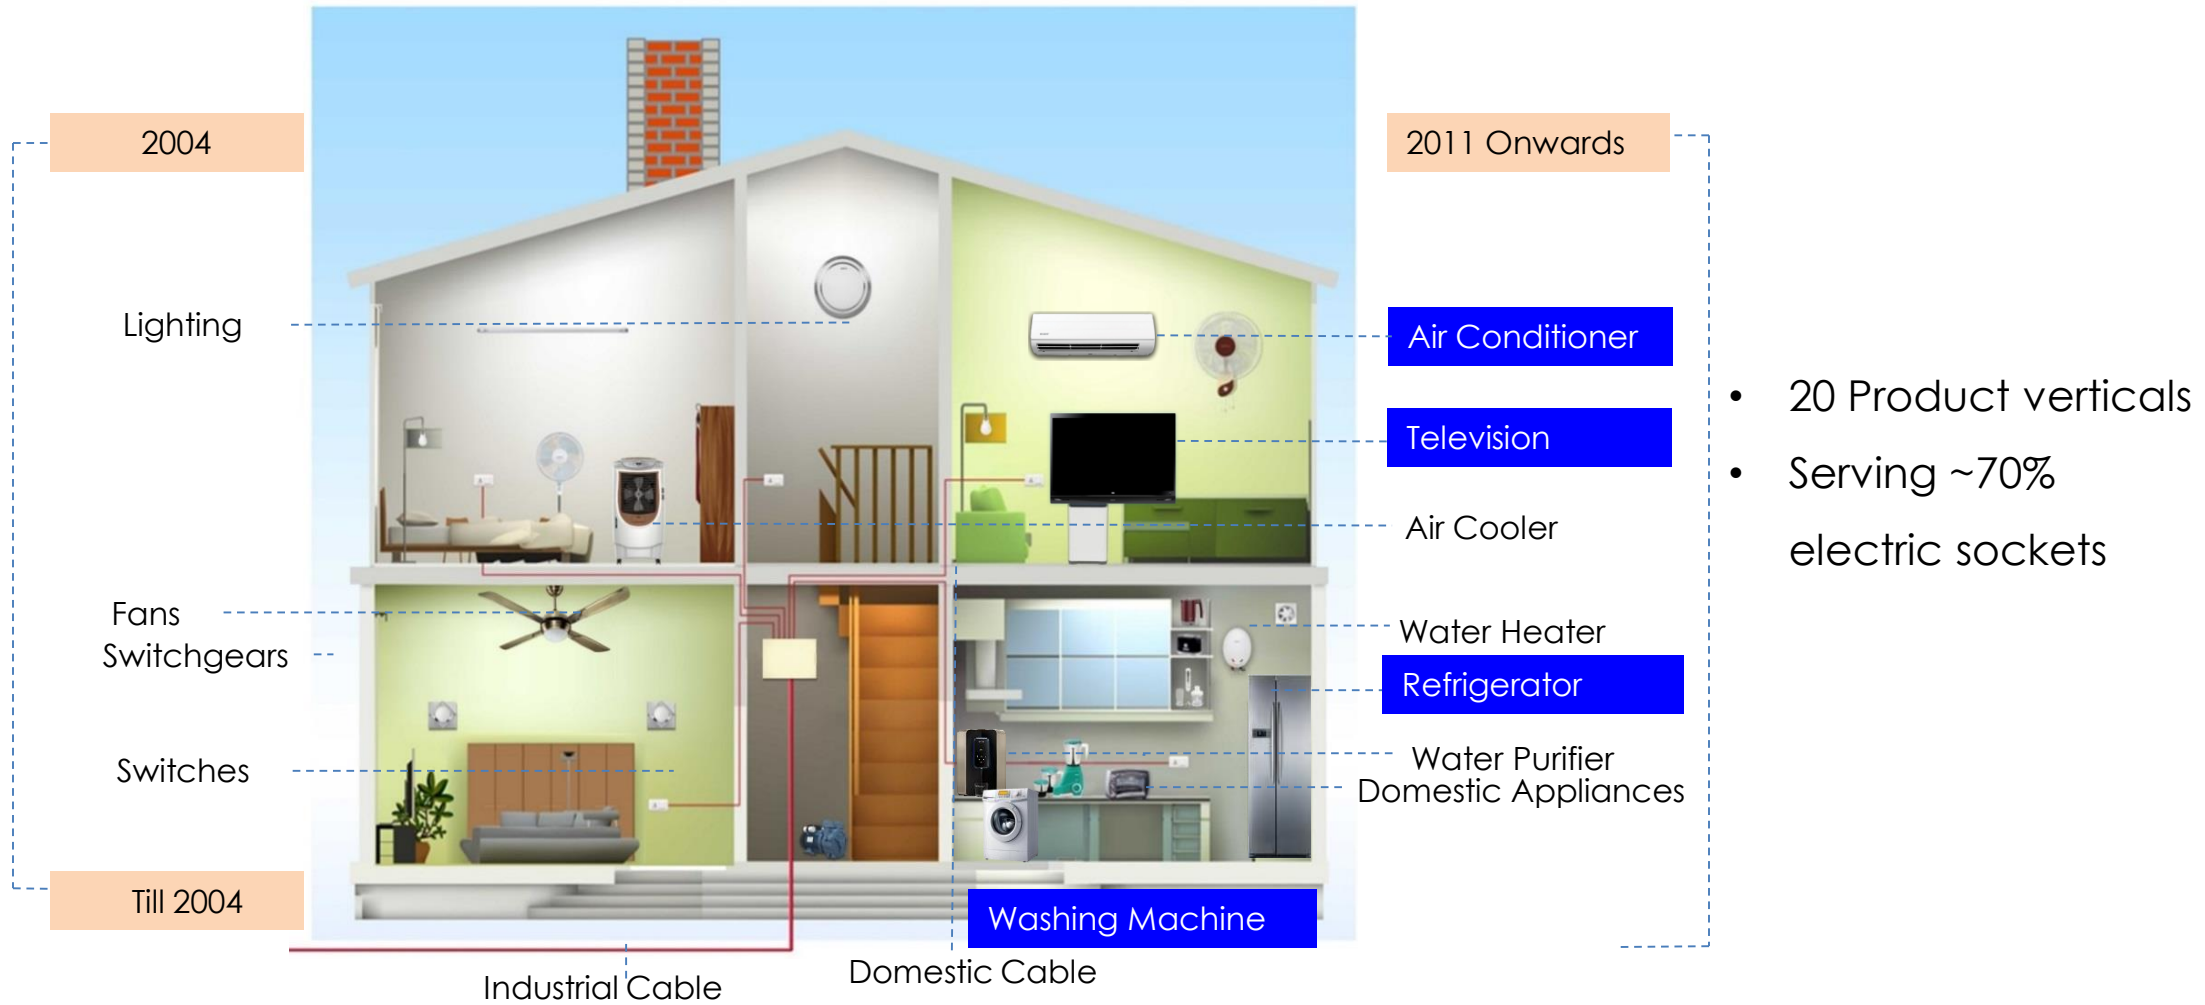 2004
2011 Onwards
Lighting
Air Conditioner
Television
Air Cooler
Fans
Switchgears
Water Heater
Refrigerator
Switches
Water Purifier
Domestic Appliances
Till 2004
Washing Machine
Industrial Cable
Domestic Cable
• 20 Product verticals
• Serving ~70%
electric sockets